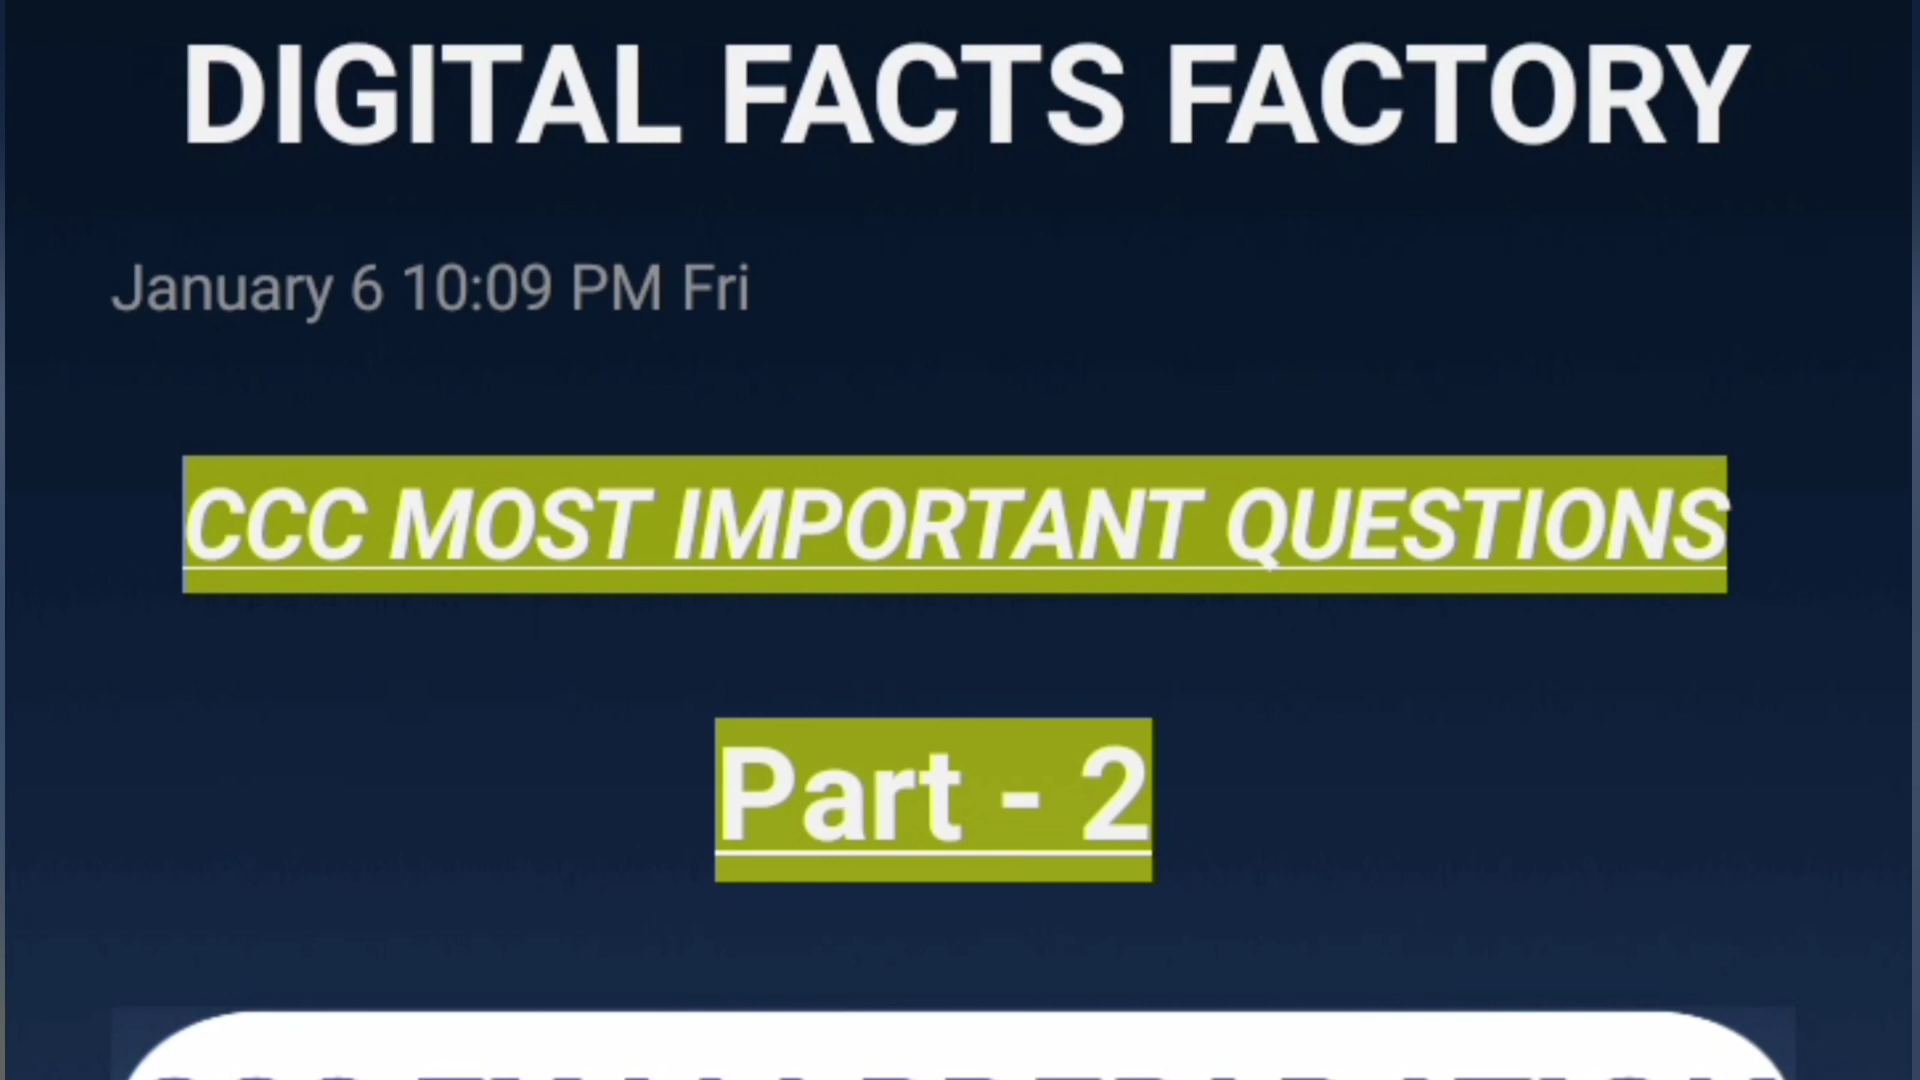 DIGITAL FACTS FACTORY
January 6 10:09 PM Fri
CCC MOST IMPORTANT QUESTIONS
Part - 2